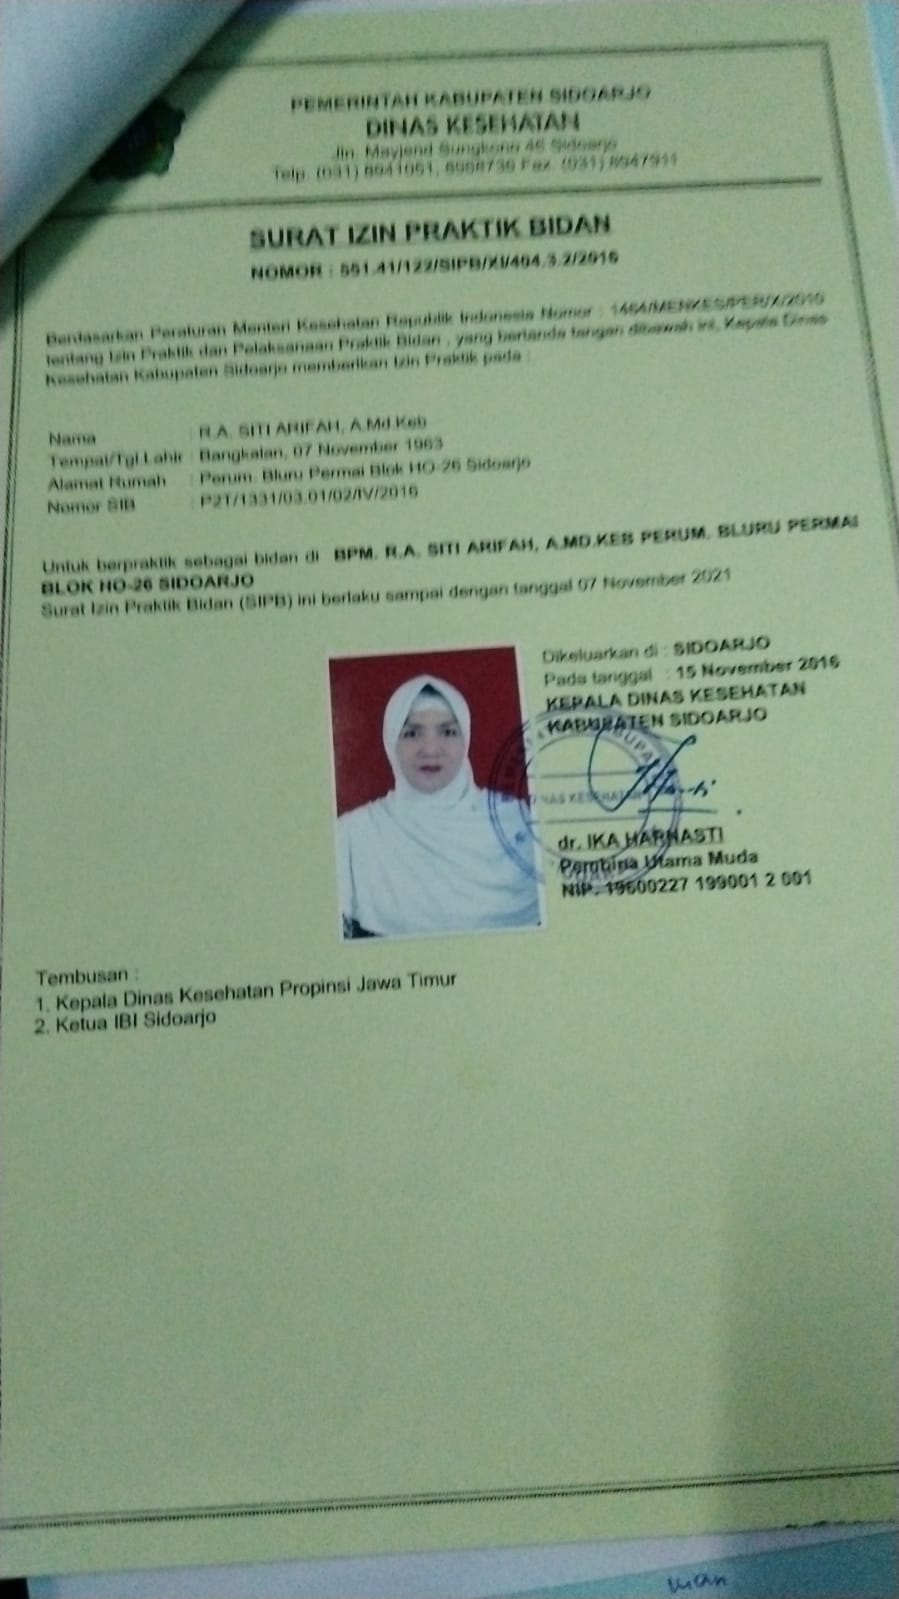 PEMERINTAH KABUPATEN SIDOARJO
DINAS KESEHATAN
Jln. Mayjend Sungkono 46 Sidoarjo
Telp. (031) 8941051, 8968736 Fax. (031) 8947911
SURAT IZIN PRAKTIK BIDAN
NOMOR : 551.41/122/SIPB/XI/404.3.2/2016
Berdasarkan Peraturan Menteri Kesehatan Republik Indonesia Nomor : 1464/MENKES/PER/X/2010
tentang Izin Praktik dan Pelaksanaan Praktik Bidan , yang bertanda tangan dibawah ini, Kepala Dinas
Kesehatan Kabupaten Sidoarjo memberikan Izin Praktik pada :
Nama : R.A. SITI ARIFAH, A.Md.Keb
Tempat/Tgl.Lahir : Bangkalan, 07 November 1963
Alamat Rumah : Perum. Bluru Permai Blok HO-26 Sidoarjo
Nomor SIB : P2T/1331/03.01/02/IV/2016
Untuk berpraktik sebagai bidan di BPM. R.A. SITI ARIFAH, A.MD.KEB PERUM. BLURU PERMAI
BLOK HO-26 SIDOARJO
Surat Izin Praktik Bidan (SIPB) ini berlaku sampai dengan tanggal 07 November 2021
Dikeluarkan di : SIDOARJO
Pada tanggal : 15 November 2016
KEPALA DINAS KESEHATAN
KABUPATEN SIDOARJO
DINAS KESEHATAN
dr. IKA HARNASTI
Pembina Utama Muda
NIP. 19600227 199001 2 001
Tembusan :
1. Kepala Dinas Kesehatan Propinsi Jawa Timur
2. Ketua IBI Sidoarjo